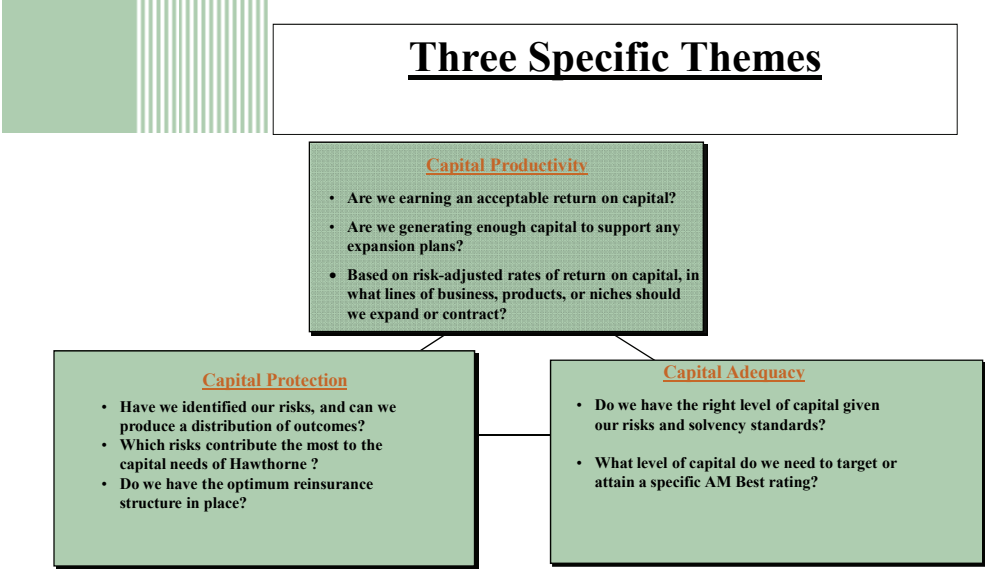 Three Specific Themes
Capital Productivity
• Are we earning an acceptable return on capital?
• Are we generating enough capital to support any
expansion plans?
• Based on risk-adjusted rates of return on capital, in
what lines of business, products, or niches should
we expand or contract?
Capital Protection
• Have we identified our risks, and can we
produce a distribution of outcomes?
• Which risks contribute the most to the
capital needs of Hawthorne ?
• Do we have the optimum reinsurance
structure in place?
Capital Adequacy
• Do we have the right level of capital given
our risks and solvency standards?
• What level of capital do we need to target or
attain a specific AM Best rating?